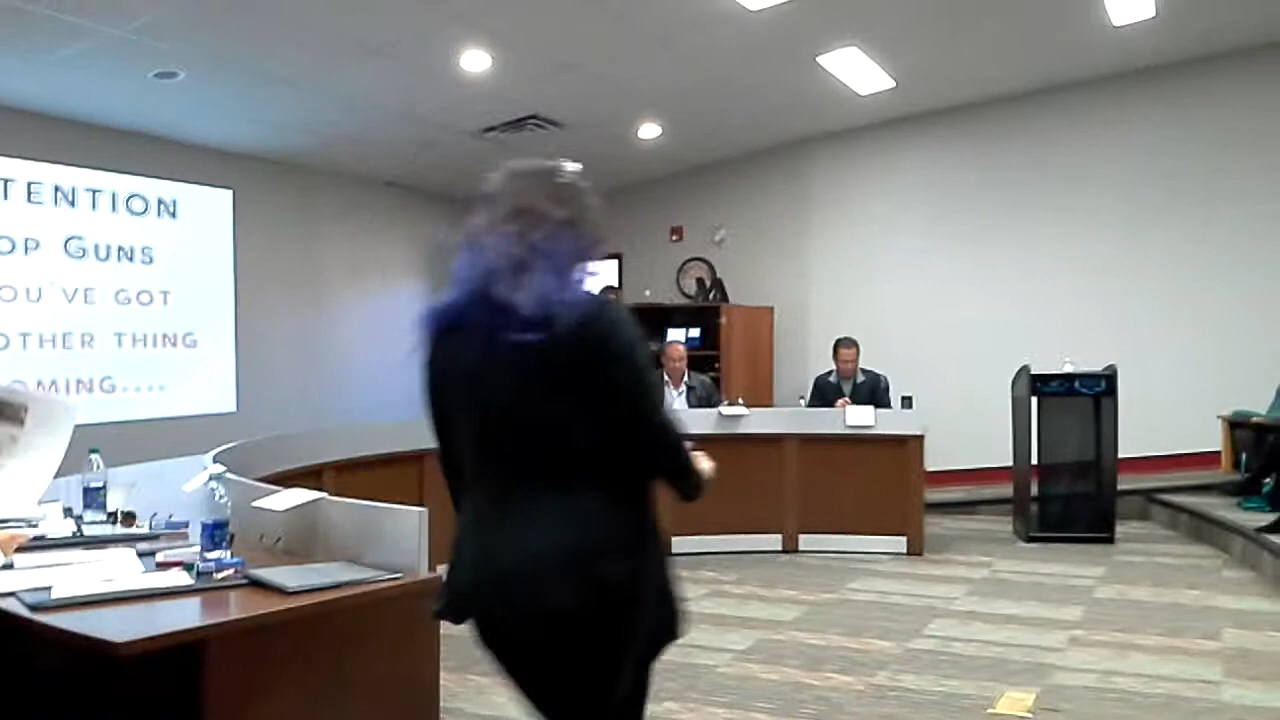 TENTION
OP GUNS
OU'VE GOT
OTHER THING
OMING....